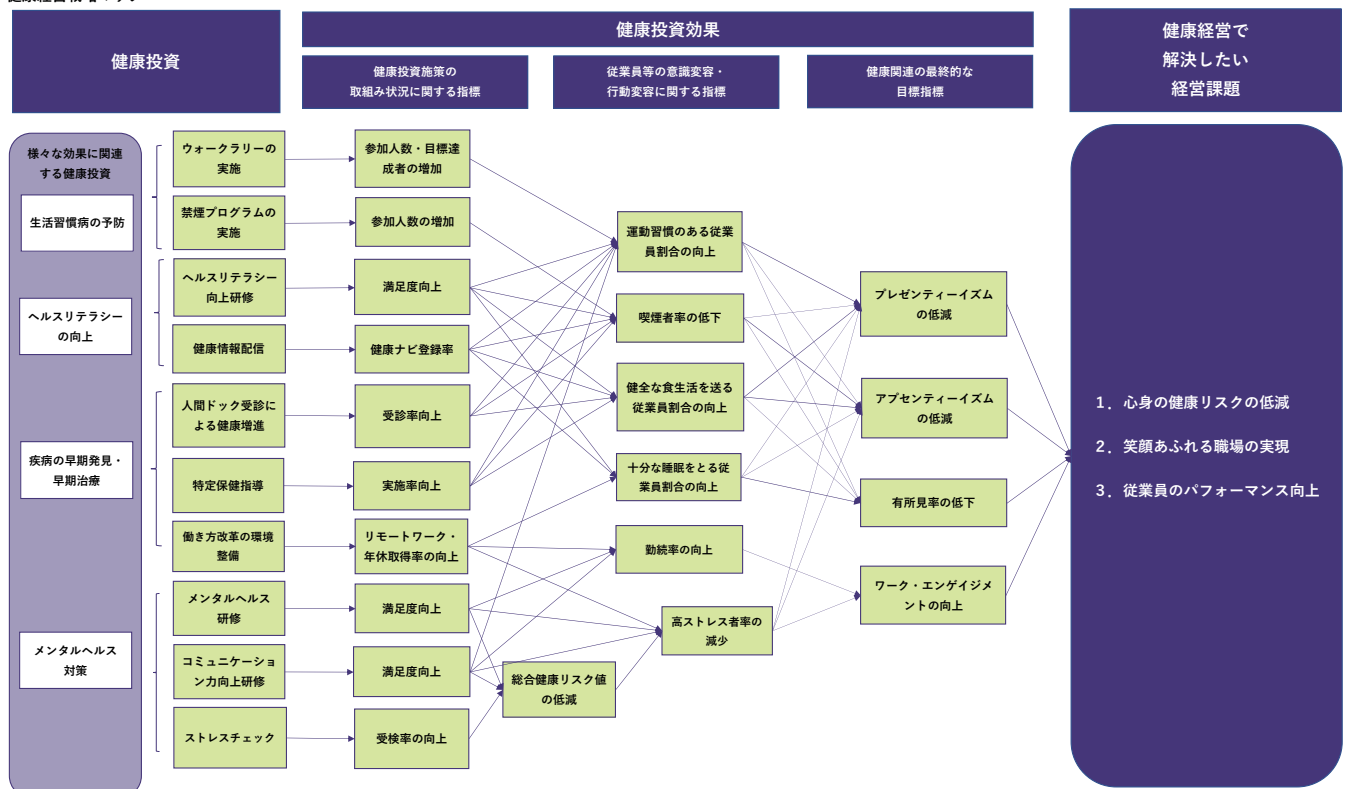 健康投資
健康投資効果
健康投資施策の
取組み状況に関する指標
従業員等の意識変容・
行動変容に関する指標
健康関連の最終的な
目標指標
健康経営で
解決したい
経営課題
様々な効果に関連
する健康投資
生活習慣病の予防
ヘルスリテラシー
の向上
疾病の早期発見・
早期治療
メンタルヘルス
対策
ウォークラリーの
実施
禁煙プログラムの
実施
ヘルスリテラシー
向上研修
健康情報配信
人間ドック受診に
よる健康増進
特定保健指導
働き方改革の環境
整備
メンタルヘルス
研修
コミュニケーショ
ン力向上研修
ストレスチェック
参加人数・目標達
成者の増加
参加人数の増加
満足度向上
健康ナビ登録率
受診率向上
実施率向上
リモートワーク・
年休取得率の向上
満足度向上
満足度向上
受検率の向上
運動習慣のある従業
員割合の向上
喫煙者率の低下
健全な食生活を送る
従業員割合の向上
十分な睡眠をとる従
業員割合の向上
勤続率の向上
高ストレス者率の
減少
総合健康リスク値
の低減
プレゼンティーイズム
の低減
アブセンティーイズム
の低減
有所見率の低下
ワーク・エンゲイジメ
ントの向上
1．心身の健康リスクの低減
2．笑顔あふれる職場の実現
3．従業員のパフォーマンス向上